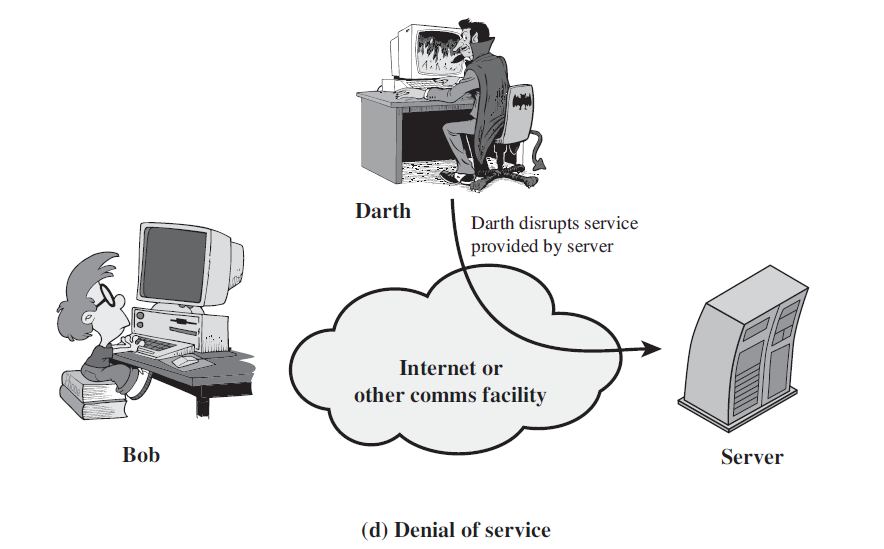 Darth
Darth disrupts service
provided by server
Internet or
other comms facility
Bob
Server
(d) Denial of service